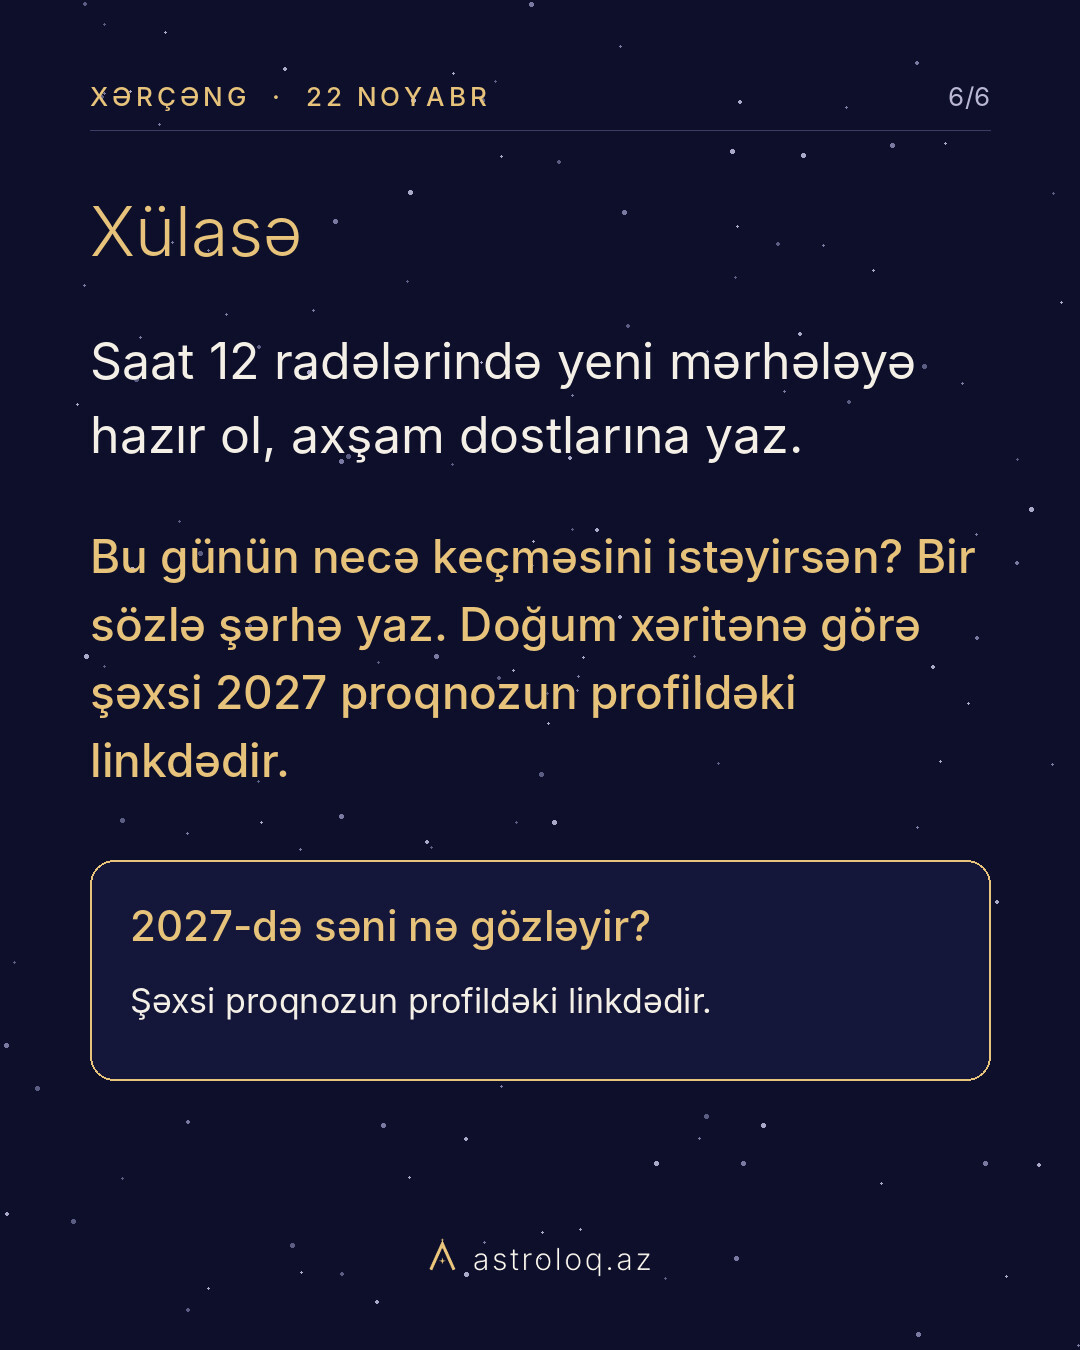 XƏRÇƏNG · 22 NOYABR 6/6
Xülasə
Saat 12 radələrində yeni mərhələyə
hazır ol, axşam dostlarına yaz.
Bu günün necə keçməsini istəyirsən? Bir
sözlə şərhə yaz. Doğum xəritənə görə
şəxsi 2027 proqnozun profildəki
linkdədir.
2027-də səni nə gözləyir?
Şəxsi proqnozun profildəki linkdədir.
astroloq.az